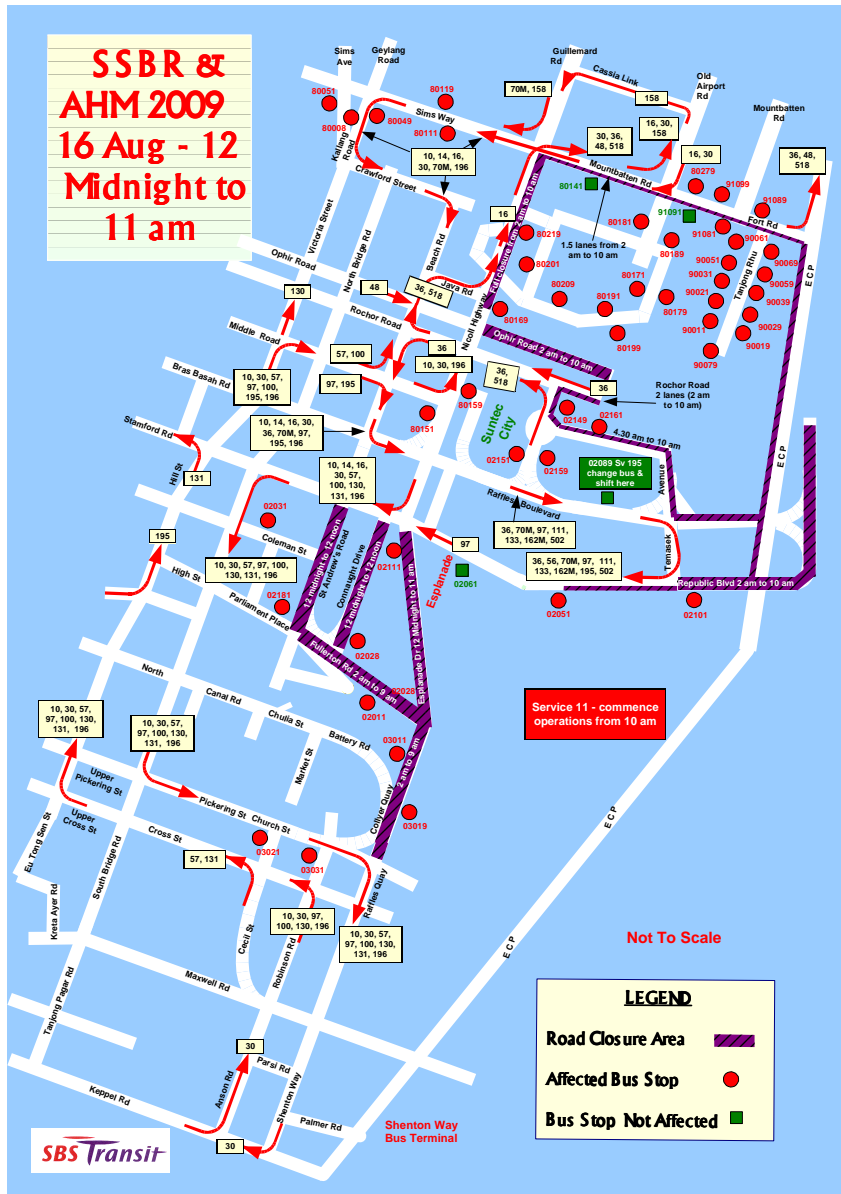 SSBR &
AHM 2009
16 Aug - 12
Midnight to
11 am
Sims
Ave
Geylang
Road
Guillemard
Rd
Cassia Link
Old
Airport
Rd
Mountbatten
Rd
80051
80008
80049
80119
80111
Sims Way
70M, 158
158
Kallang
Road
10, 14, 16,
30, 70M, 196
30, 36,
48, 518
16, 30,
158
16, 30
36, 48,
518
Crawford Street
Mountbatten Rd
80141
80279
91099
91089
91091
Fort Rd
1.5 lanes from 2
am to 10 am
80181
91081
90061
80189
90051
90069
90031
90059
90021
90039
90011
90029
90019
90079
Tanjong Rhu
E C P
16
80219
80201
80209
80171
80191
80179
80199
80169
Full closure from 2 am to 10 am
Victoria Street
North Bridge Rd
Beach Rd
Java Rd
Nicoll Highway
Ophir Road
130
48
36, 518
Rochor Road
Middle Road
57, 100
36
10, 30, 196
97, 195
Ophir Road 2 am to 10 am
36,
518
36
Rochor Road
2 lanes (2 am
to 10 am)
Bras Basah Rd
10, 30, 57,
97, 100,
195, 196
10, 14, 16, 30,
36, 70M, 97,
195, 196
80159
80151
Suntec
City
02149
02161
4.30 am to 10 am
02151
02159
02089 Sv 195
change bus &
shift here
Stamford Rd
Hill St
131
10, 14, 16,
30, 57,
100, 130,
131, 196
Raffles Boulevard
Temasek
Avenue
E C P
02031
195
Coleman St
10, 30, 57, 97, 100,
130, 131, 196
High St
02181
Parliament Place
12 midnight to 12 noon
St Andrew's Road
Connaught Drive
12 midnight to 12 noon
02111
97
Esplanade
02061
36, 70M, 97, 111,
133, 162M, 502
36, 56, 70M, 97, 111,
133, 162M, 195, 502
Republic Blvd 2 am to 10 am
02051
02101
Esplanade Dr 12 Midnight to 11 am
02028
Fullerton Rd 2 am to 9 am
02028
02011
North
Canal Rd
Chulia St
Battery Rd
Market St
03011
2 am to 9 am
Collyer Quay
03019
Service 11 - commence
operations from 10 am
10, 30, 57,
97, 100, 130,
131, 196
10, 30, 57,
97, 100, 130,
131, 196
Upper
Pickering St
Upper
Cross St
Pickering St
Church St
Cross St
03021
03031
57, 131
Eu Tong Sen St
South Bridge Rd
Kreta Ayer Rd
10, 30, 97,
100, 130, 196
10, 30, 57,
97, 100, 130,
131, 196
Raffles Quay
Cecil St
Robinson Rd
Maxwell Rd
Tanjong Pagar Rd
E C P
E C P
Not To Scale
30
Parsi Rd
Anson Rd
Shenton Way
Keppel Rd
Palmer Rd
30
Shenton Way
Bus Terminal
LEGEND
Road Closure Area
Affected Bus Stop
Bus Stop Not Affected
SBS Transit